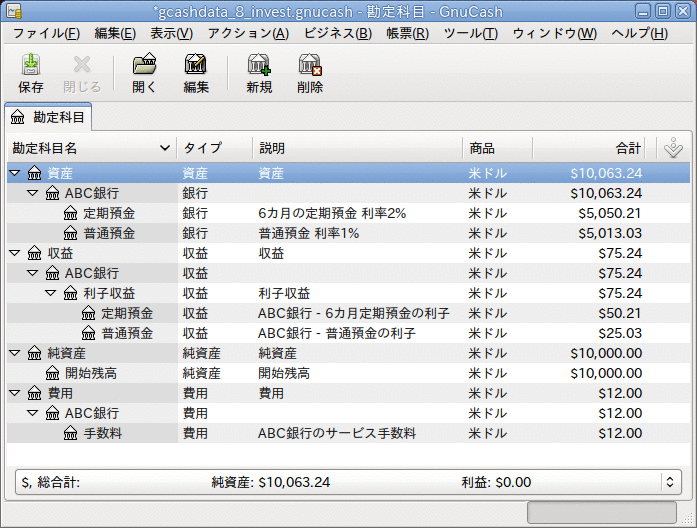 *gcashdata_8_invest.gnucash - 勘定科目 - GnuCash
ファイル(F) 編集(E) 表示(V) アクション(A) ビジネス(B) 帳票(R) ツール(T) ウィンドウ(W) ヘルプ(H)
保存 閉じる 開く 編集 新規 削除
勘定科目
勘定科目名 タイプ 説明 商品 合計
資産 資産 資産 米ドル $10,063.24
ABC銀行 銀行 米ドル $10,063.24
定期預金 銀行 6カ月の定期預金 利率2% 米ドル $5,050.21
普通預金 銀行 普通預金 利率1% 米ドル $5,013.03
収益 収益 収益 米ドル $75.24
ABC銀行 収益 米ドル $75.24
利子収益 収益 利子収益 米ドル $75.24
定期預金 収益 ABC銀行 - 6カ月定期預金の利子 米ドル $50.21
普通預金 収益 ABC銀行 - 普通預金の利子 米ドル $25.03
純資産 純資産 純資産 米ドル $10,000.00
開始残高 純資産 開始残高 米ドル $10,000.00
費用 費用 費用 米ドル $12.00
ABC銀行 費用 米ドル $12.00
手数料 費用 ABC銀行のサービス手数料 米ドル $12.00
$, 総合計: 純資産: $10,063.24 利益: $0.00